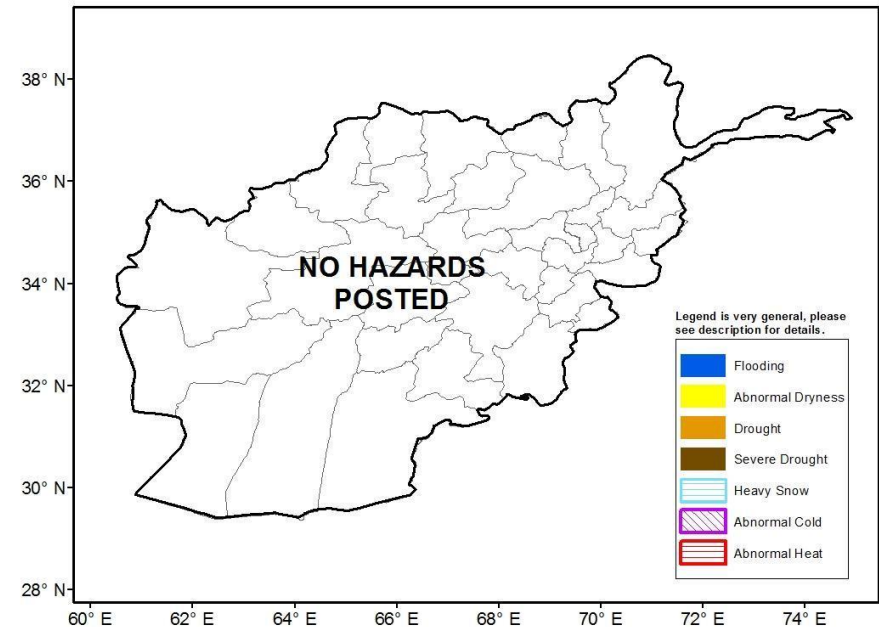 38° N
36° N
34° N
32° N
30° N
28° N
NO HAZARDS
POSTED
Legend is very general, please
see description for details.
Flooding
Abnormal Dryness
Drought
Severe Drought
Heavy Snow
Abnormal Cold
Abnormal Heat
60° E 62° E 64° E 66° E 68° E 70° E 72° E 74° E